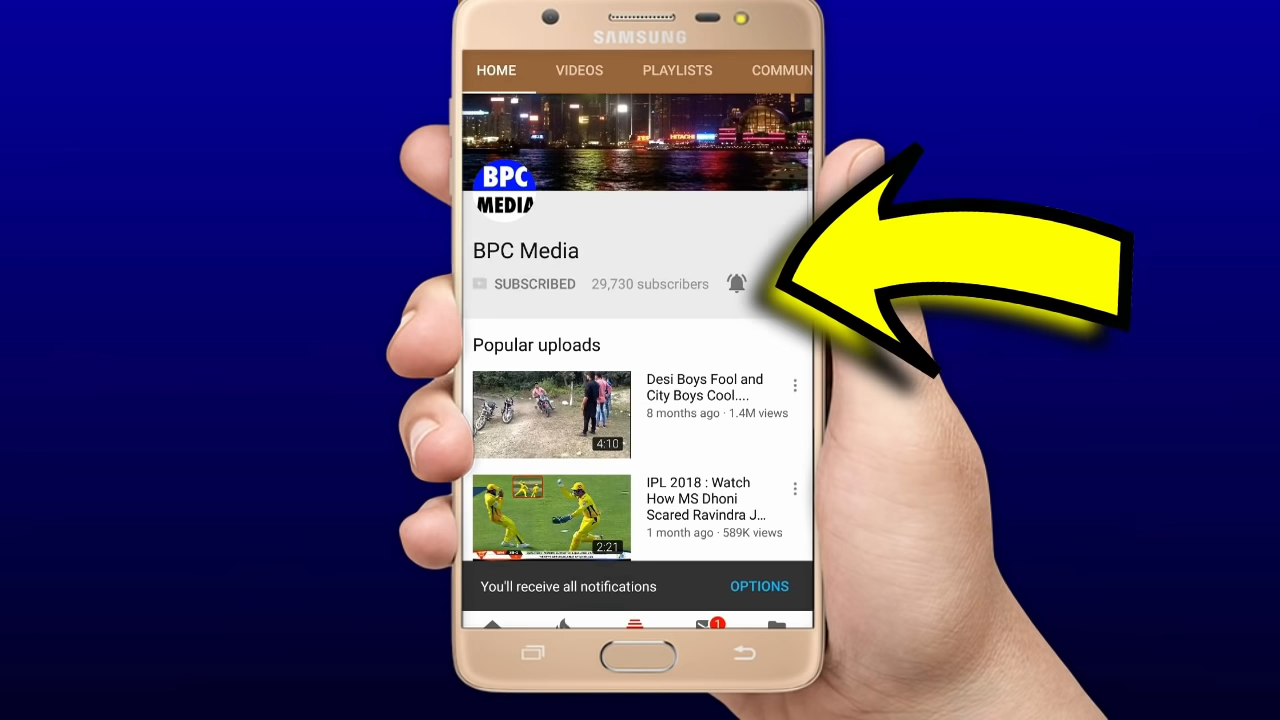 SAMSUNG
HOME VIDEOS PLAYLISTS COMMUN
HITACHI
BPC
MEDIA
BPC Media
SUBSCRIBED 29,730 subscribers
Popular uploads
Desi Boys Fool and
City Boys Cool....
8 months ago · 1.4M views
4:10
IPL 2018 : Watch
How MS Dhoni
Scared Ravindra J...
1 month ago · 589K views
2:21
You'll receive all notifications OPTIONS
1